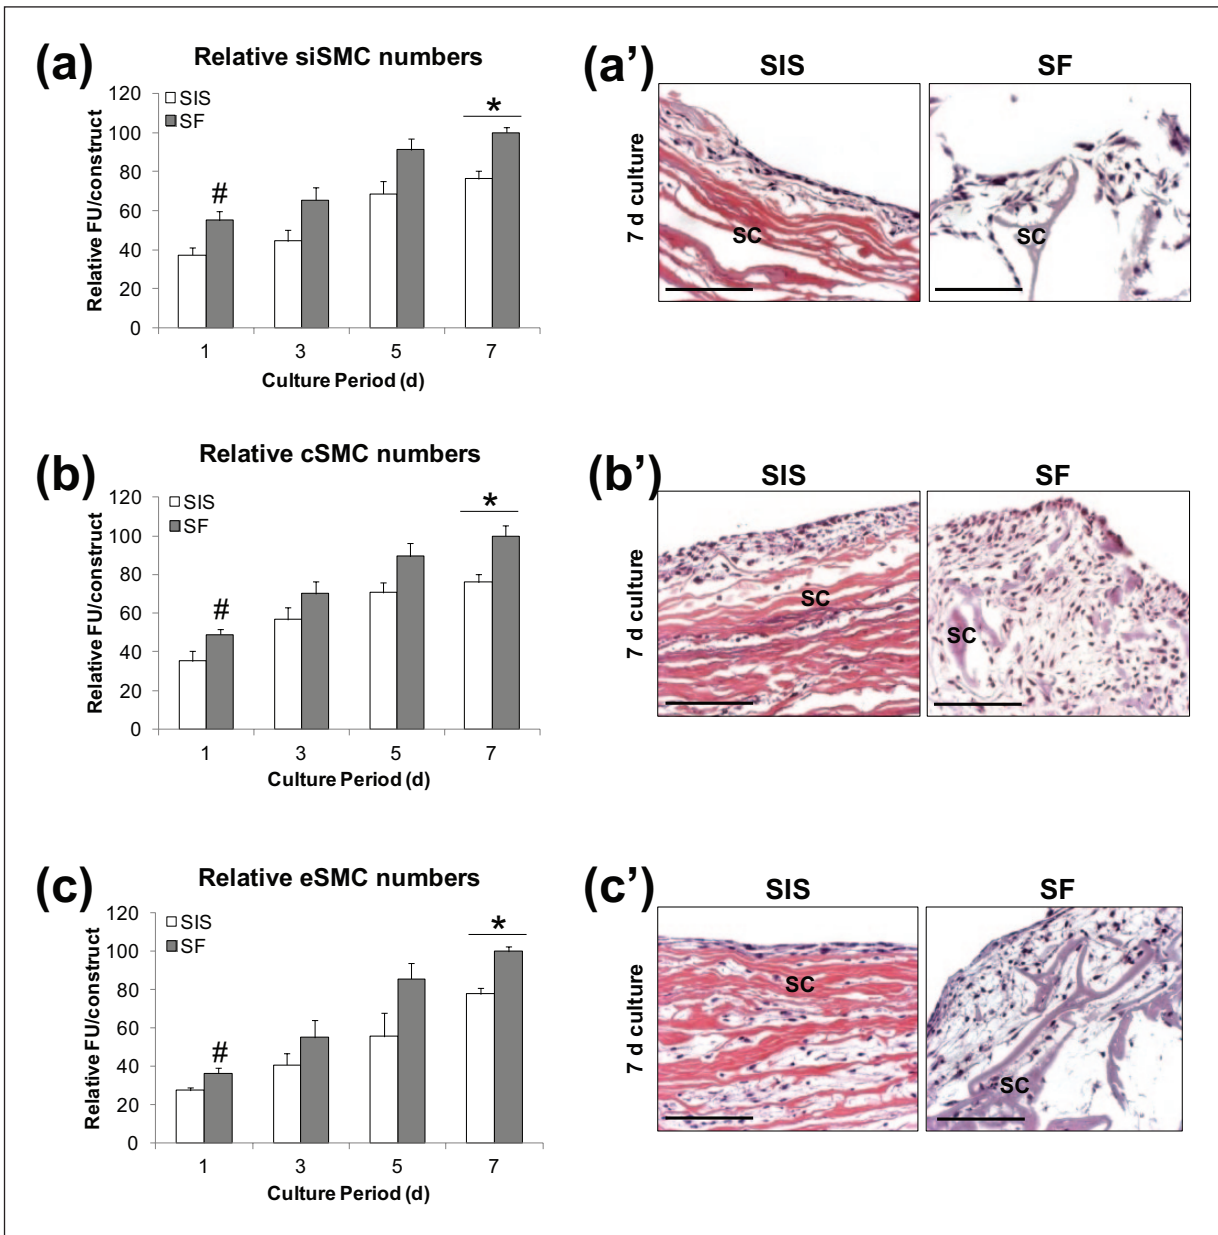 (a)
Relative siSMC numbers
Relative FU/construct
120
100
80
60
40
20
0
SIS
SF
#
*
1 3 5 7
Culture Period (d)
(a’)
SIS SF
7 d culture
SC
SC
(b)
Relative cSMC numbers
Relative FU/construct
120
100
80
60
40
20
0
SIS
SF
#
*
1 3 5 7
Culture Period (d)
(b’)
SIS SF
7 d culture
SC
SC
(c)
Relative eSMC numbers
Relative FU/construct
120
100
80
60
40
20
0
SIS
SF
#
*
1 3 5 7
Culture Period (d)
(c’)
SIS SF
7 d culture
SC
SC